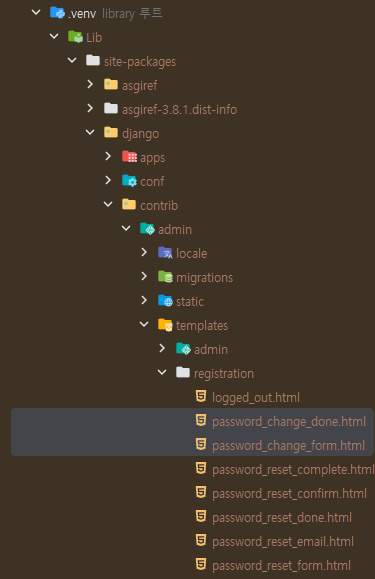 .venv library 루트
Lib
site-packages
asgiref
asgiref-3.8.1.dist-info
django
apps
conf
contrib
admin
locale
migrations
static
templates
admin
registration
logged_out.html
password_change_done.html
password_change_form.html
password_reset_complete.html
password_reset_confirm.html
password_reset_done.html
password_reset_email.html
password_reset_form.html